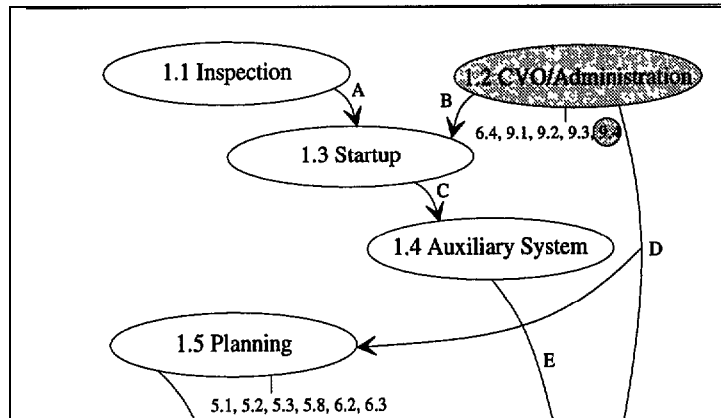 1.1 Inspection
1.2 CVO/Administration
A
B
6.4, 9.1, 9.2, 9.3, 9.4
1.3 Startup
C
1.4 Auxiliary System
D
1.5 Planning
E
5.1, 5.2, 5.3, 5.8, 6.2, 6.3